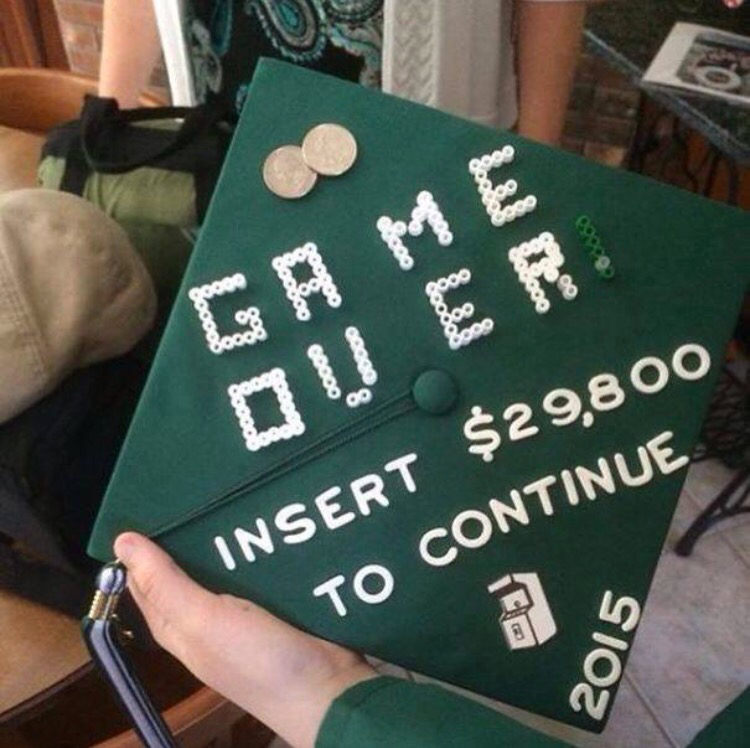 GAME
OVER!
INSERT $29,800
TO CONTINUE
2015